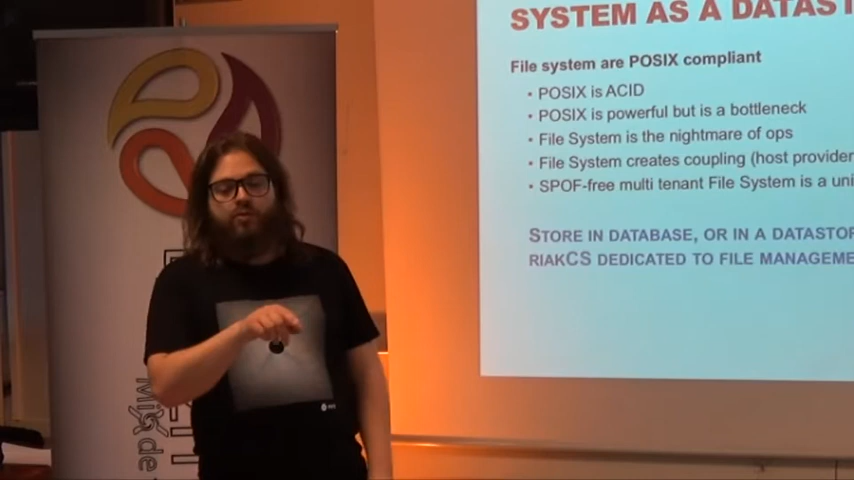 SYSTEM AS A DATAST
File system are POSIX compliant
• POSIX is ACID
• POSIX is powerful but is a bottleneck
• File System is the nightmare of ops
• File System creates coupling (host provider
• SPOF-free multi tenant File System is a uni
STORE IN DATABASE, OR IN A DATASTOR
RIAKCS DEDICATED TO FILE MANAGEME
Mix de